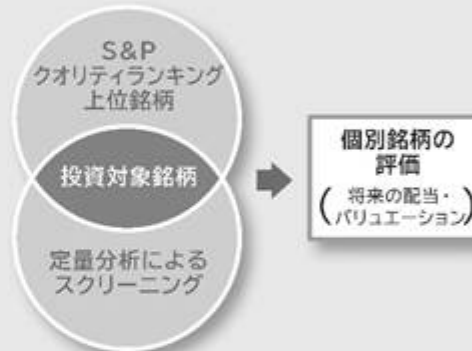 S&P
クオリティランキング
上位銘柄
投資対象銘柄
定量分析による
スクリーニング
個別銘柄の
評価
(将来の配当・
バリュエーション)